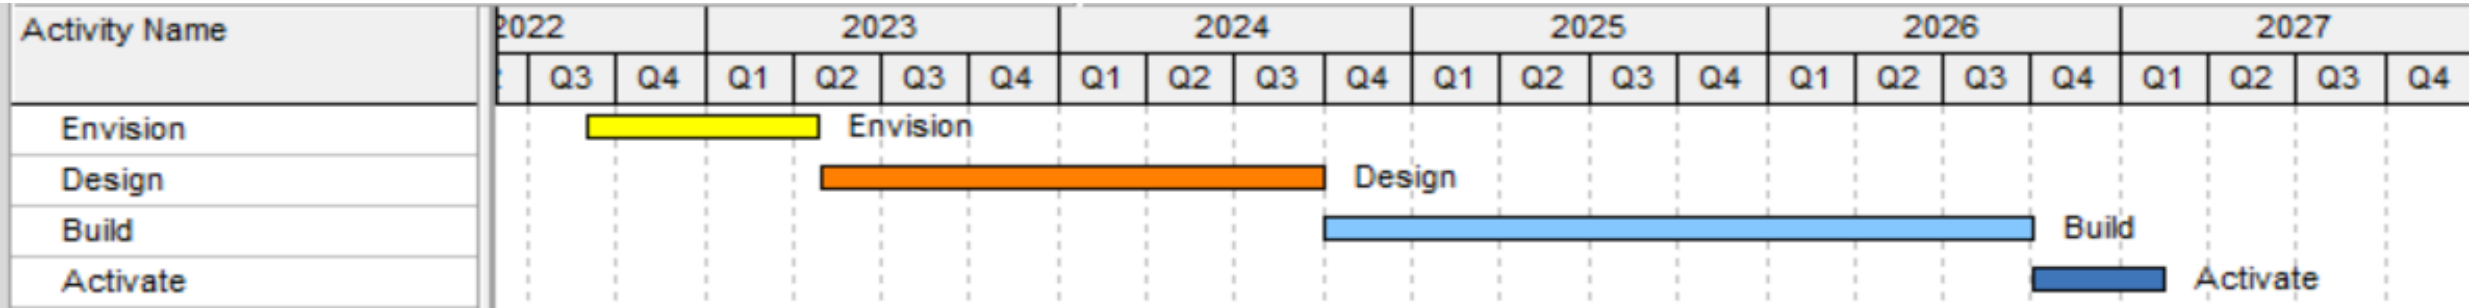 Activity Name 2022 2023 2024 2025 2026 2027
Q3 Q4 Q1 Q2 Q3 Q4 Q1 Q2 Q3 Q4 Q1 Q2 Q3 Q4 Q1 Q2 Q3 Q4 Q1 Q2 Q3 Q4
Envision Envision
Design Design
Build Build
Activate Activate